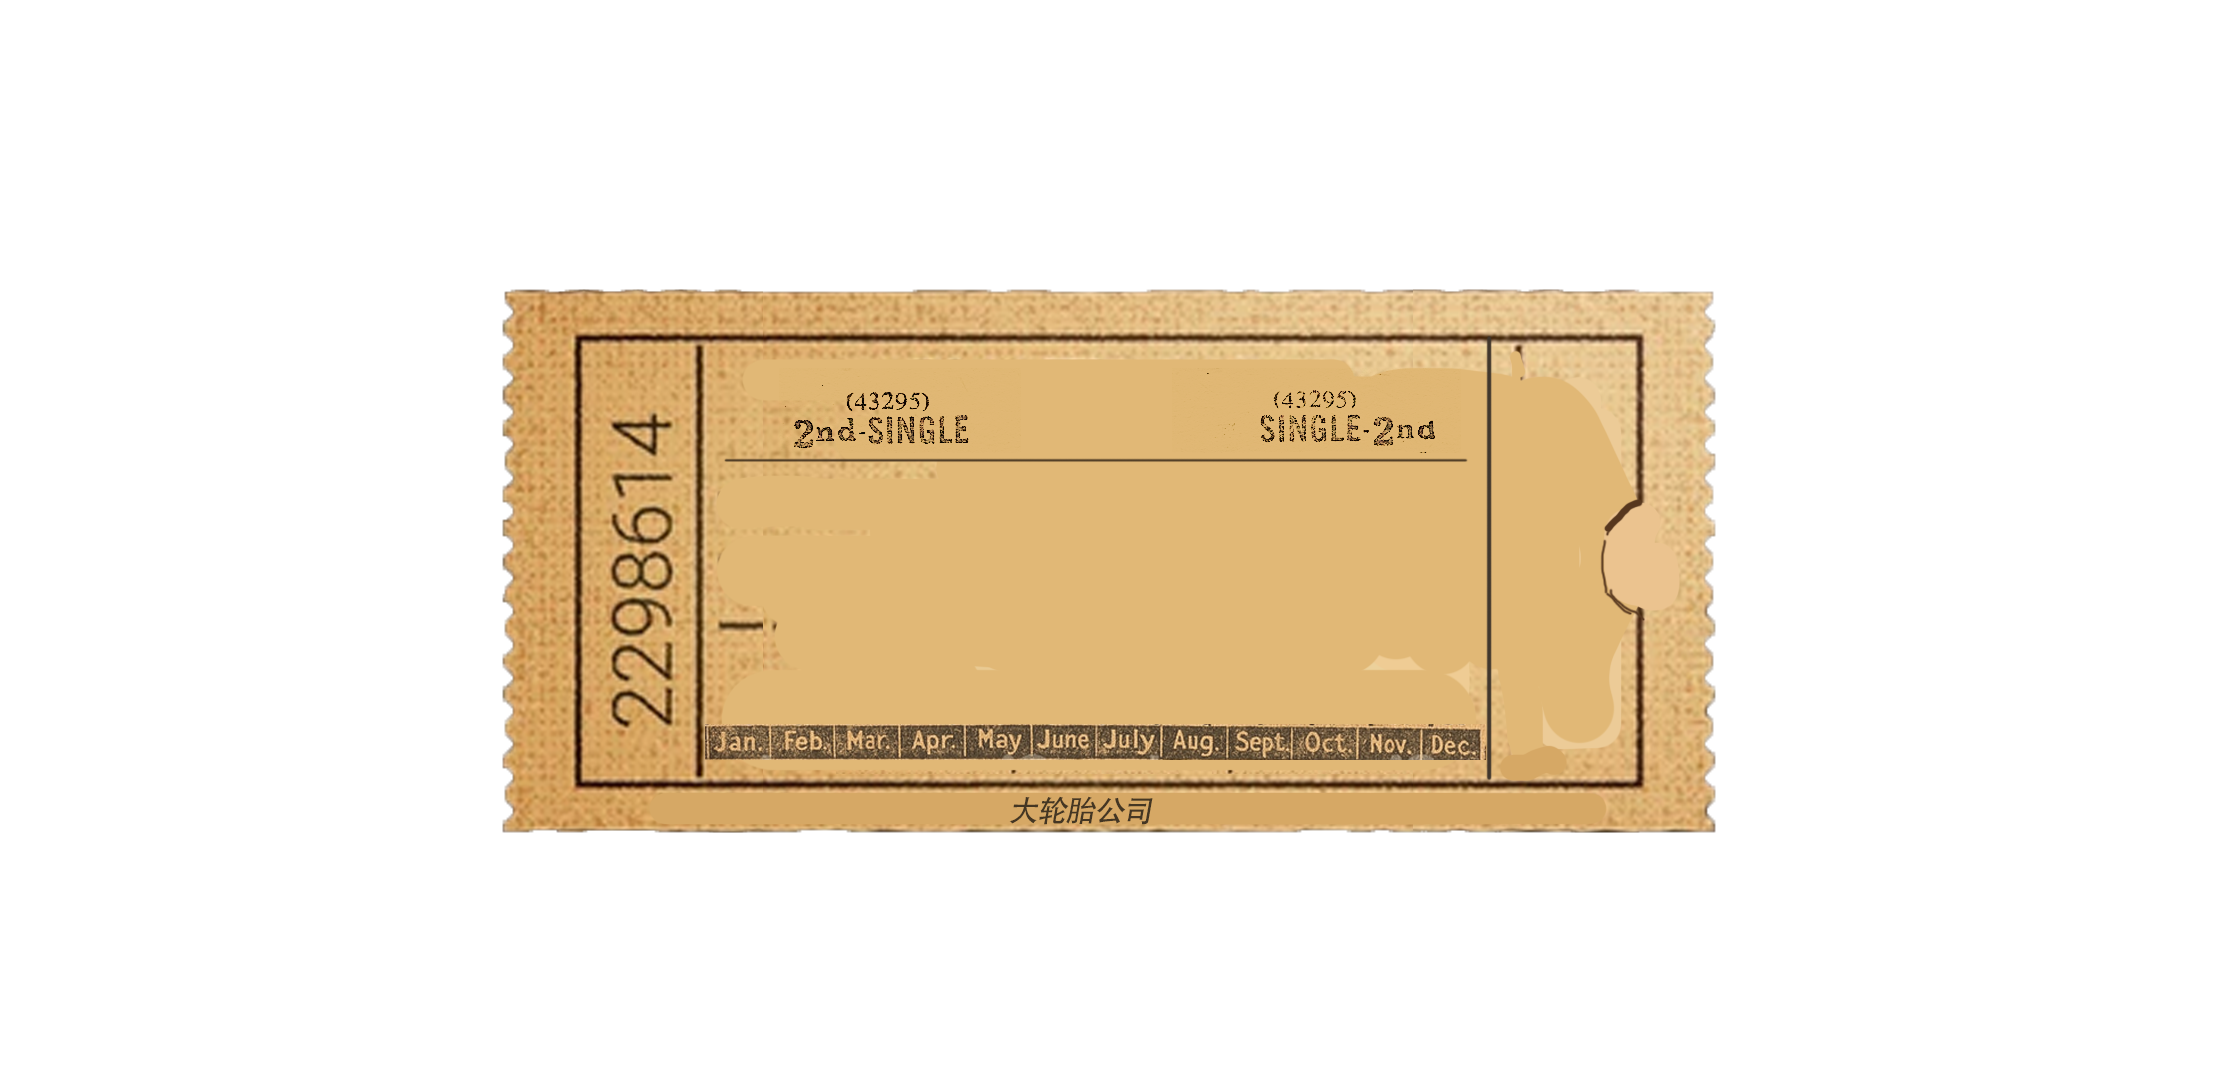 2298614
(43295) (43295)
2nd-SINGLE SINGLE-2nd
Jan. Feb. Mar. Apr. May June July Aug. Sept. Oct. Nov. Dec.
大轮胎公司